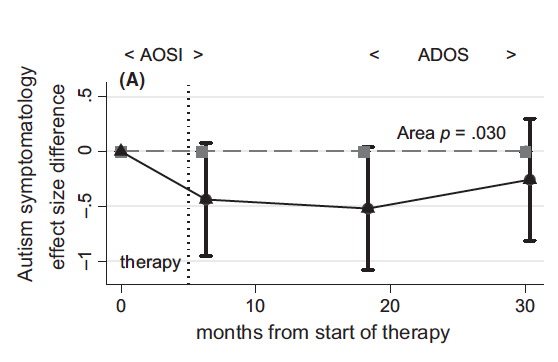 < AOSI > < ADOS >
(A)
Autism symptomatology
effect size difference
.5
0
-.5
-1
Area p = .030
therapy
0 10 20 30
months from start of therapy